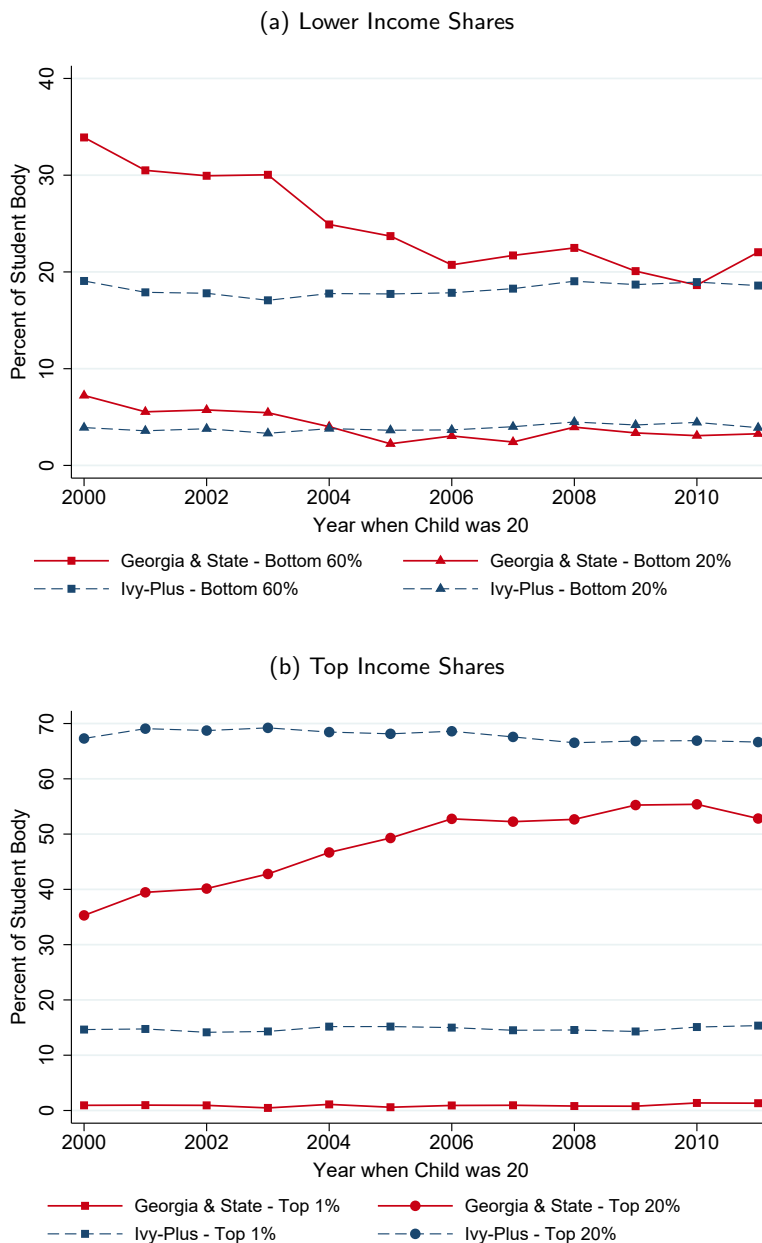 (a) Lower Income Shares
40
30
20
10
0
Percent of Student Body
2000 2002 2004 2006 2008 2010
Year when Child was 20
Georgia & State - Bottom 60% Georgia & State - Bottom 20%
Ivy-Plus - Bottom 60% Ivy-Plus - Bottom 20%
(b) Top Income Shares
70
60
50
40
30
20
10
0
Percent of Student Body
2000 2002 2004 2006 2008 2010
Year when Child was 20
Georgia & State - Top 1% Georgia & State - Top 20%
Ivy-Plus - Top 1% Ivy-Plus - Top 20%